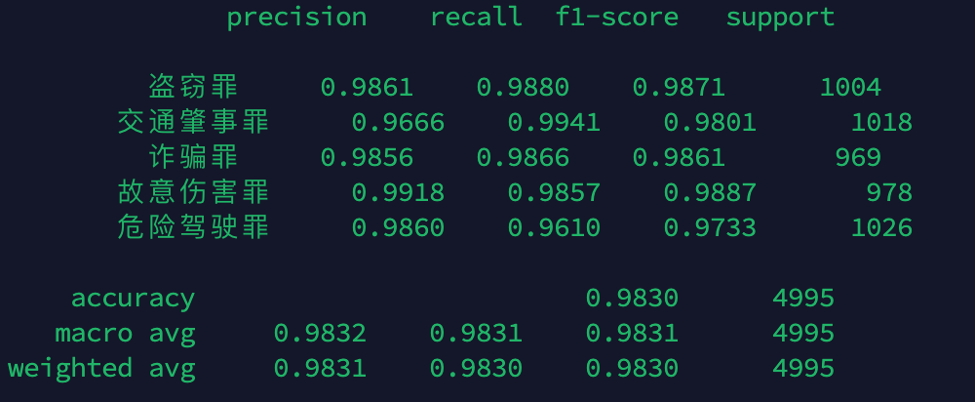 precision recall f1-score support
盗窃罪 0.9861 0.9880 0.9871 1004
交通肇事罪 0.9666 0.9941 0.9801 1018
诈骗罪 0.9856 0.9866 0.9861 969
故意伤害罪 0.9918 0.9857 0.9887 978
危险驾驶罪 0.9860 0.9610 0.9733 1026
accuracy 0.9830 4995
macro avg 0.9832 0.9831 0.9831 4995
weighted avg 0.9831 0.9830 0.9830 4995